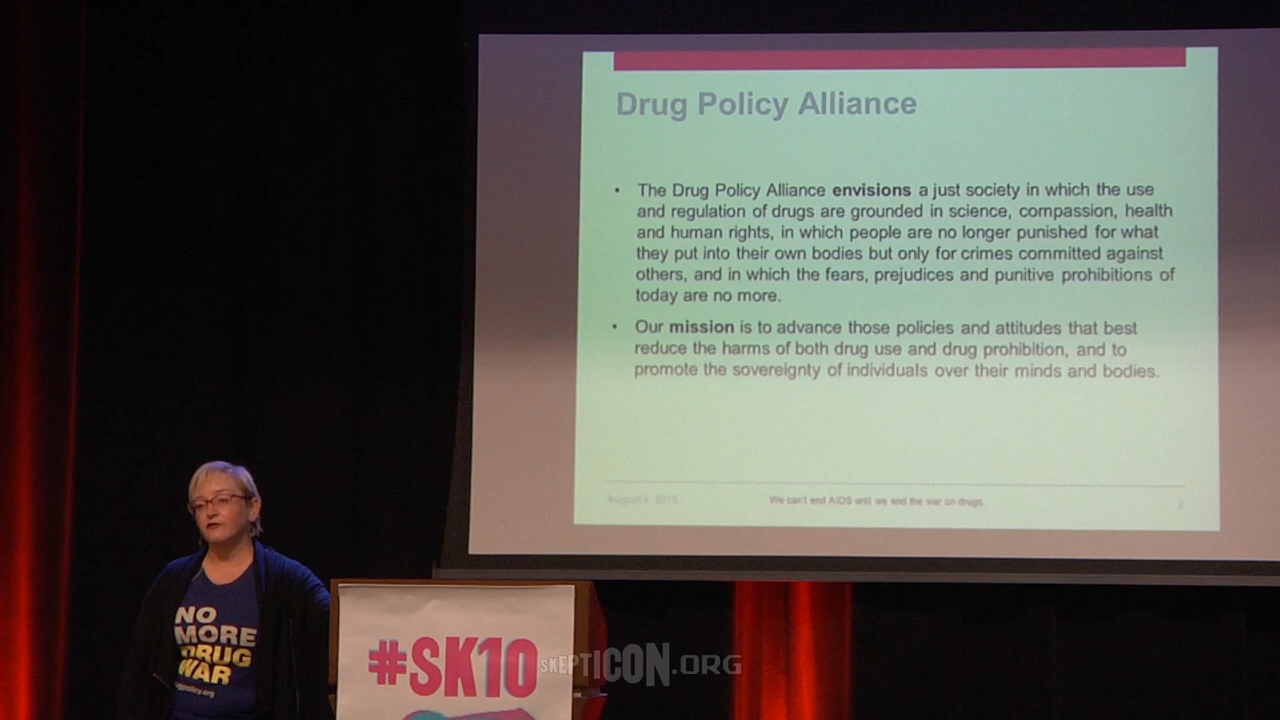 Drug Policy Alliance
• The Drug Policy Alliance envisions a just society in which the use
and regulation of drugs are grounded in science, compassion, health
and human rights, in which people are no longer punished for what
they put into their own bodies but only for crimes committed against
others, and in which the fears, prejudices and punitive prohibitions of
today are no more.
• Our mission is to advance those policies and attitudes that best
reduce the harms of both drug use and drug prohibition, and to
promote the sovereignty of individuals over their minds and bodies.
We can't end AIDS until we end the war on drugs.
2
NO
MORE
DRUG
WAR
#SK10
SKEPTICON.ORG